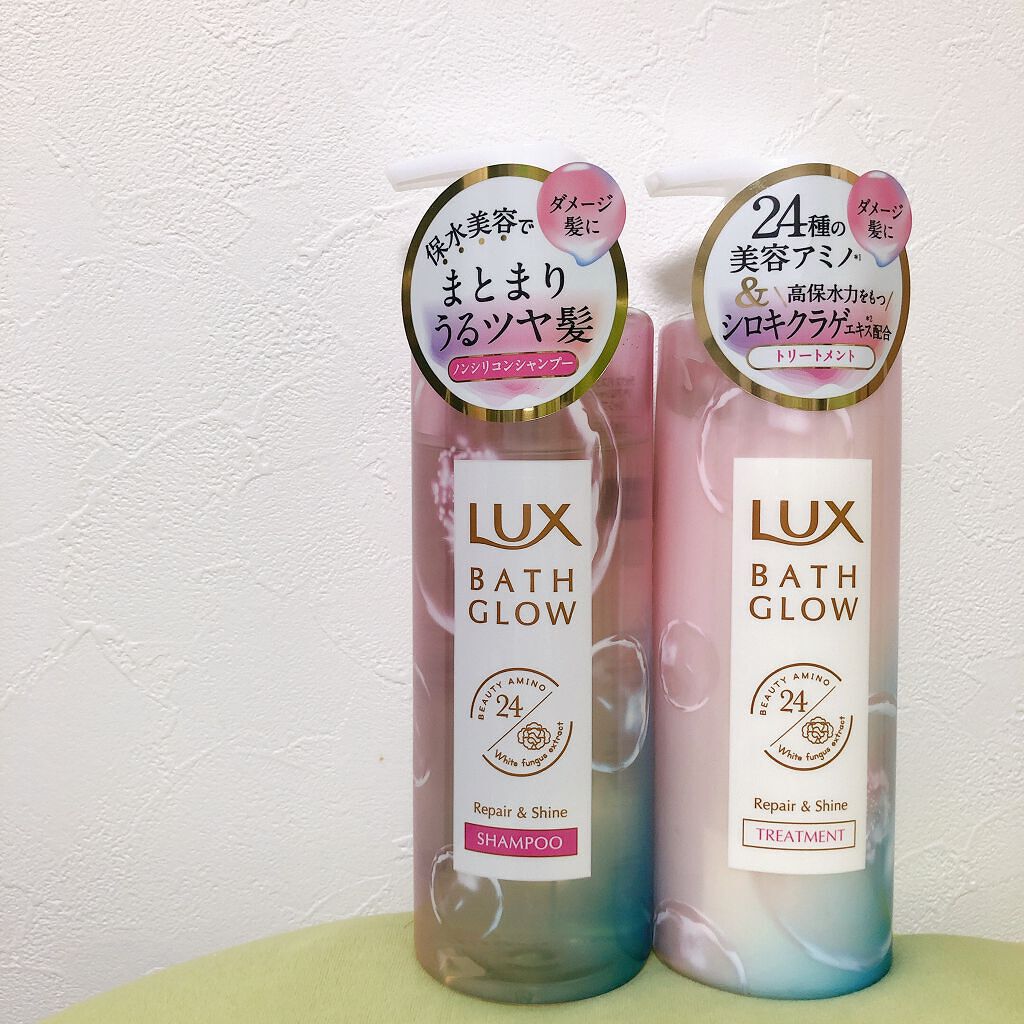 ダメージ
髪に
保水美容で
まとまり
うるツヤ髪
ノンシリコンシャンプー
LUX
BATH
GLOW
BEAUTY AMINO
24
White fungus extract
Repair & Shine
SHAMPOO
ダメージ
髪に
24種の
美容アミノ※1
& 高保水力をもつ
シロキクラゲエキス配合※2
トリートメント
LUX
BATH
GLOW
BEAUTY AMINO
24
White fungus extract
Repair & Shine
TREATMENT